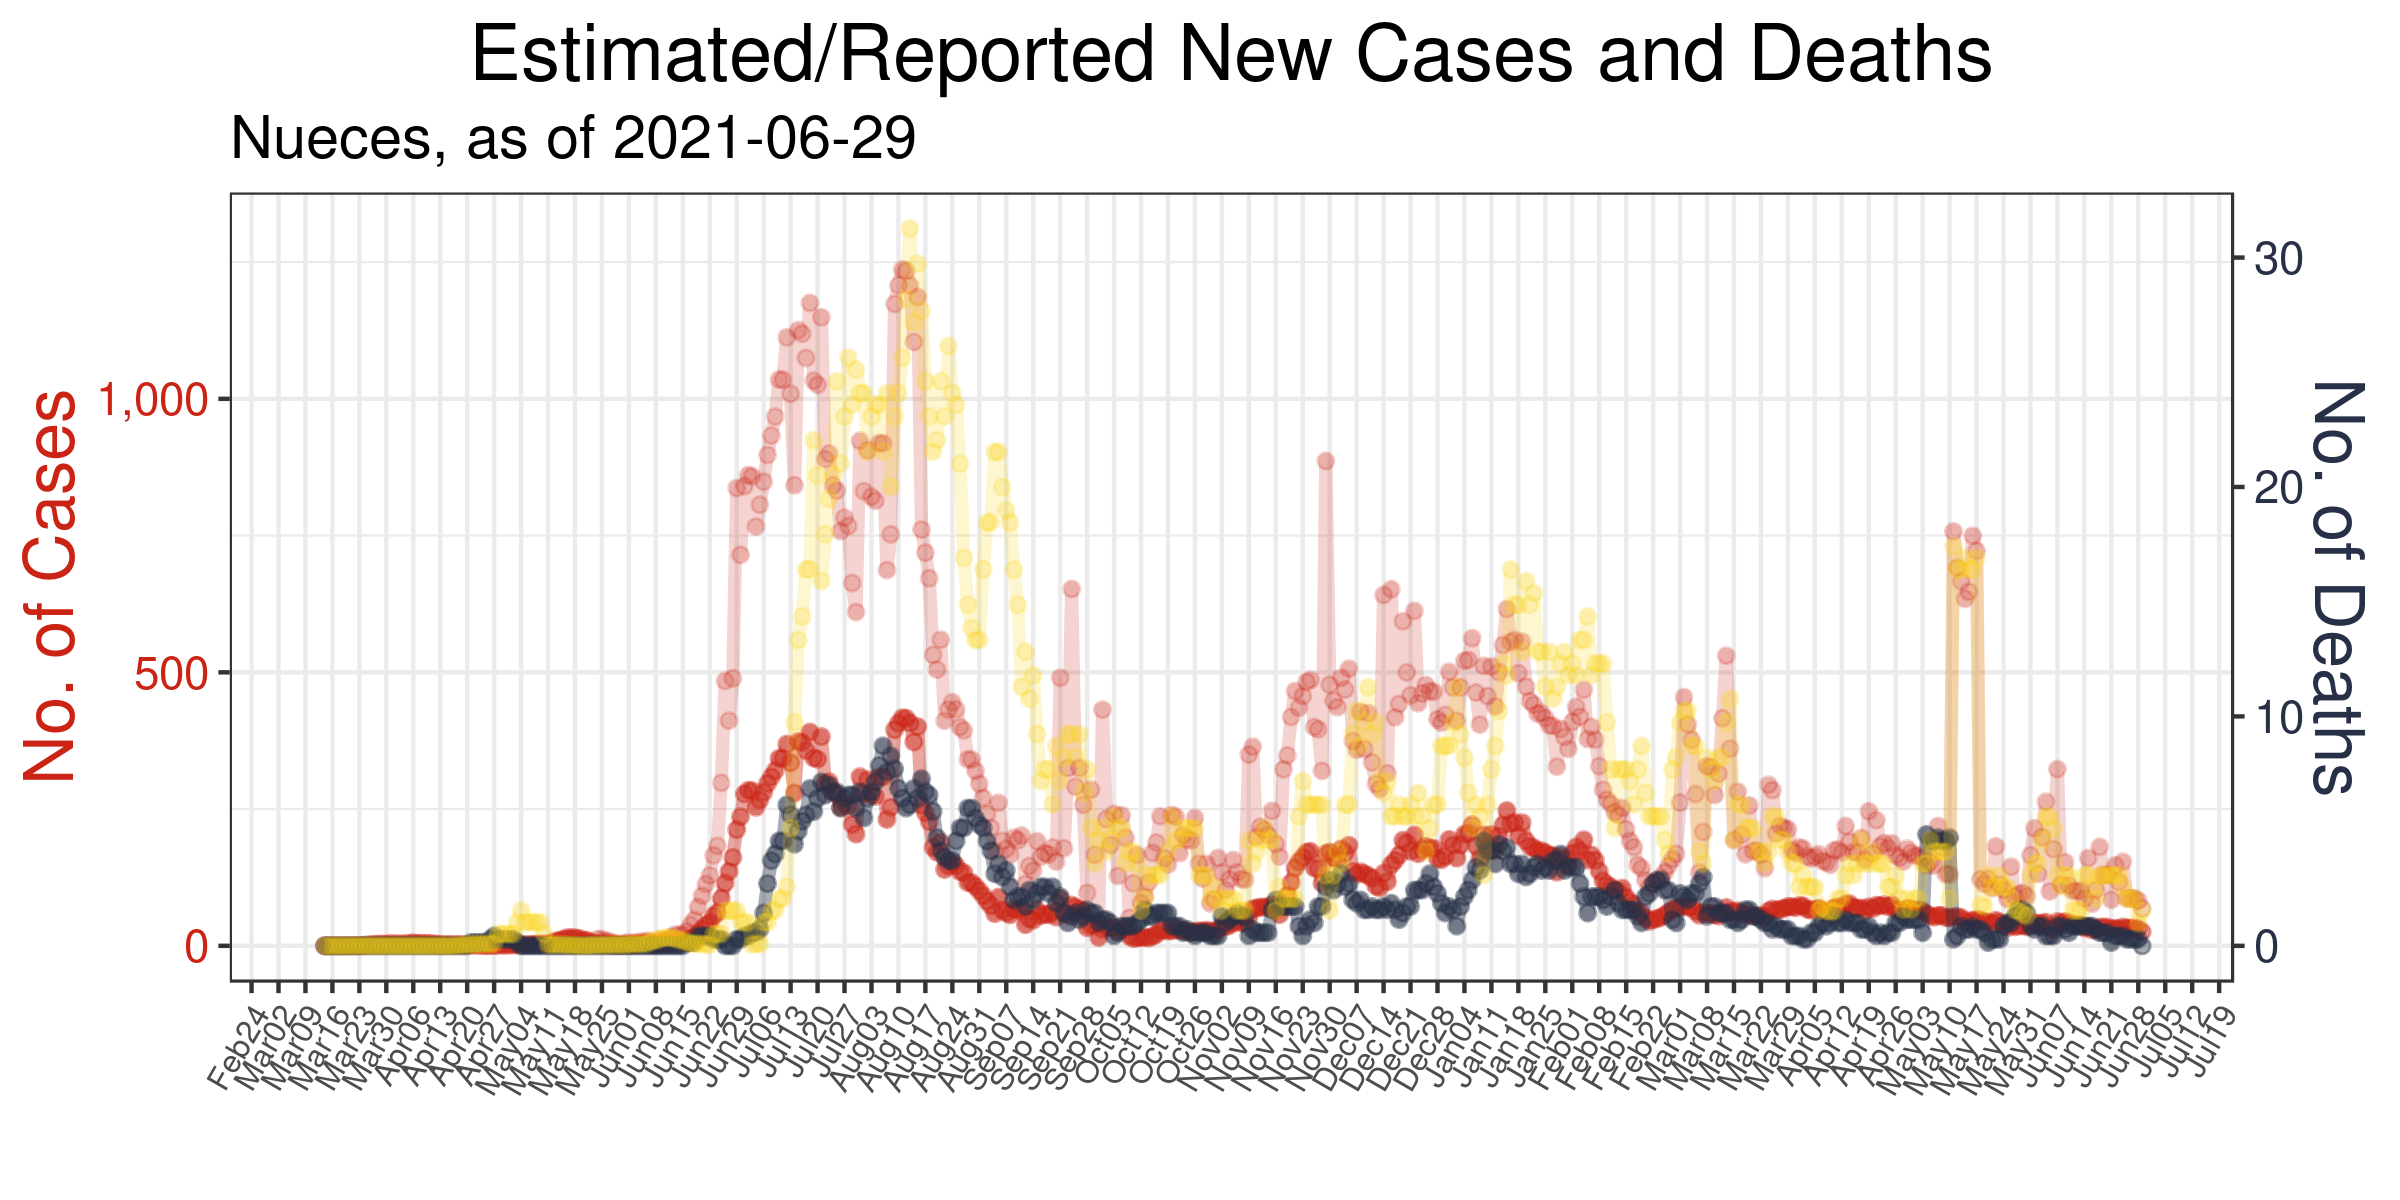 Estimated/Reported New Cases and Deaths
Nueces, as of 2021-06-29
No. of Cases
1,000
500
0
No. of Deaths
30
20
10
0
Feb24
Mar02
Mar09
Mar16
Mar23
Mar30
Apr06
Apr13
Apr20
Apr27
May04
May11
May18
May25
Jun01
Jun08
Jun15
Jun22
Jun29
Jul06
Jul13
Jul20
Jul27
Aug03
Aug10
Aug17
Aug24
Aug31
Sep07
Sep14
Sep21
Sep28
Oct05
Oct12
Oct19
Oct26
Nov02
Nov09
Nov16
Nov23
Nov30
Dec07
Dec14
Dec21
Dec28
Jan04
Jan11
Jan18
Jan25
Feb01
Feb08
Feb15
Feb22
Mar01
Mar08
Mar15
Mar22
Mar29
Apr05
Apr12
Apr19
Apr26
May03
May10
May17
May24
May31
Jun07
Jun14
Jun21
Jun28
Jul05
Jul12
Jul19